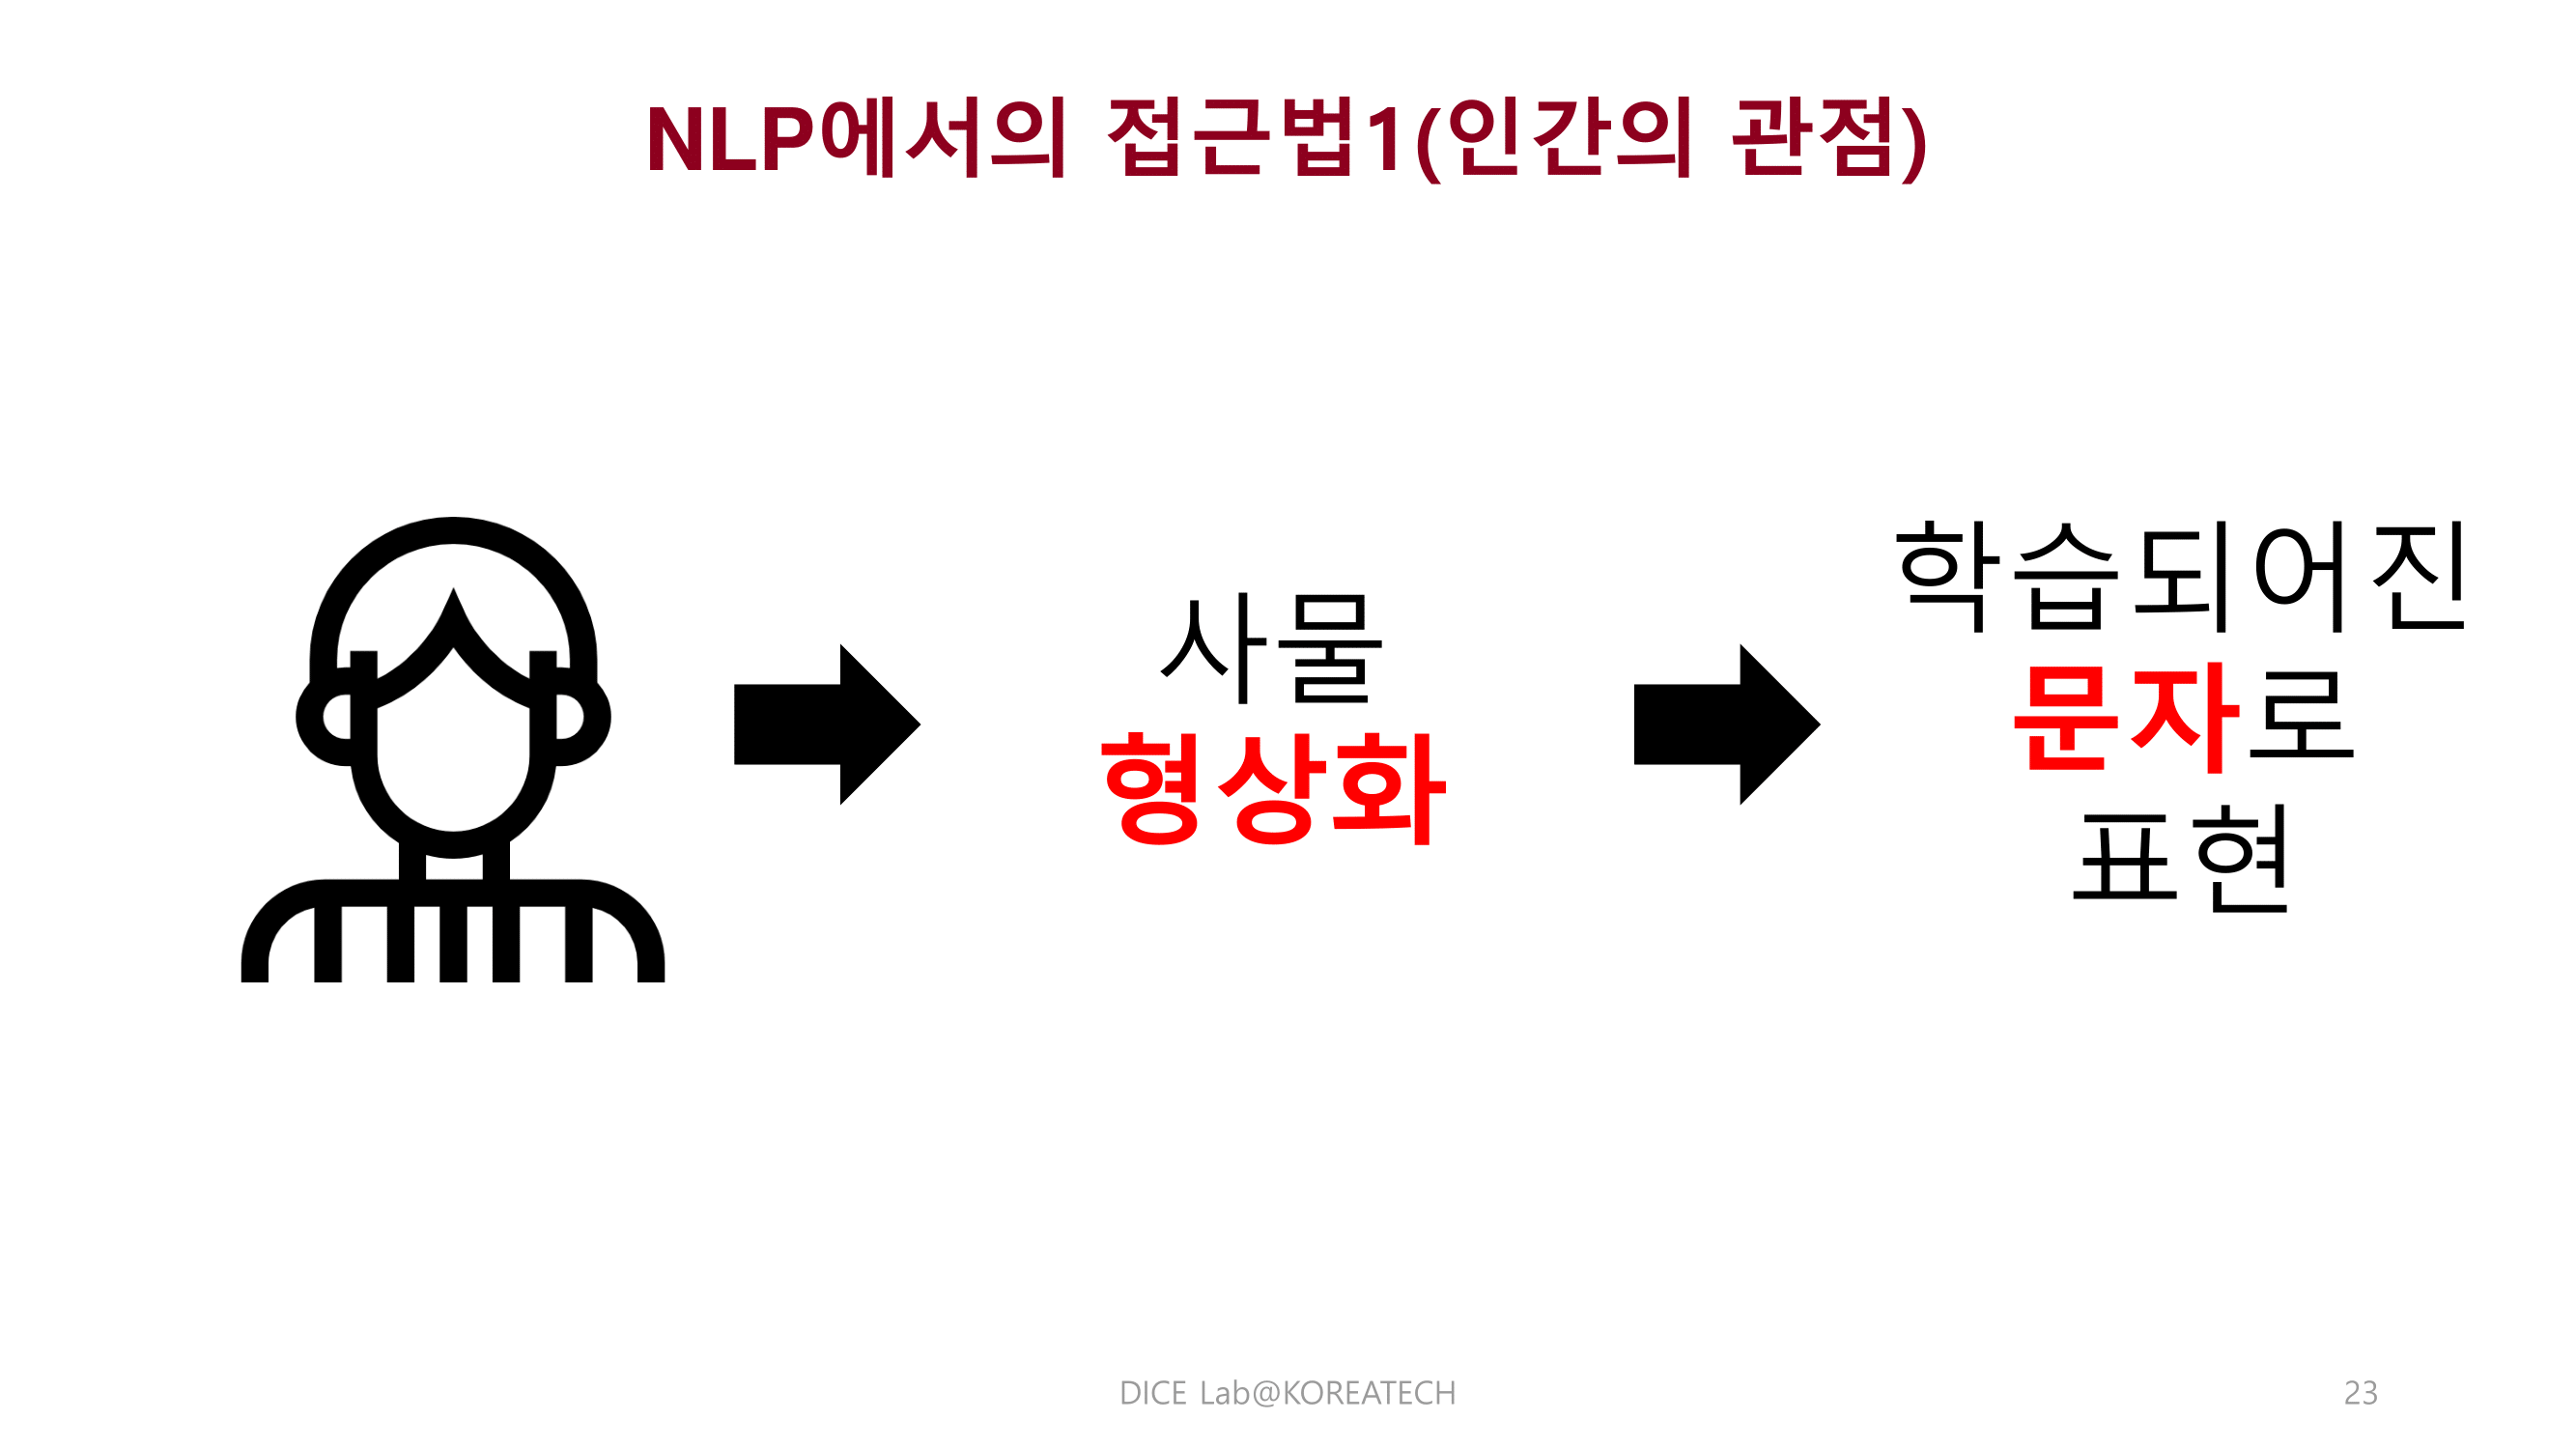 NLP에서의 접근법1(인간의 관점)
사물
형상화
학습되어진
문자로
표현
DICE Lab@KOREATECH
23